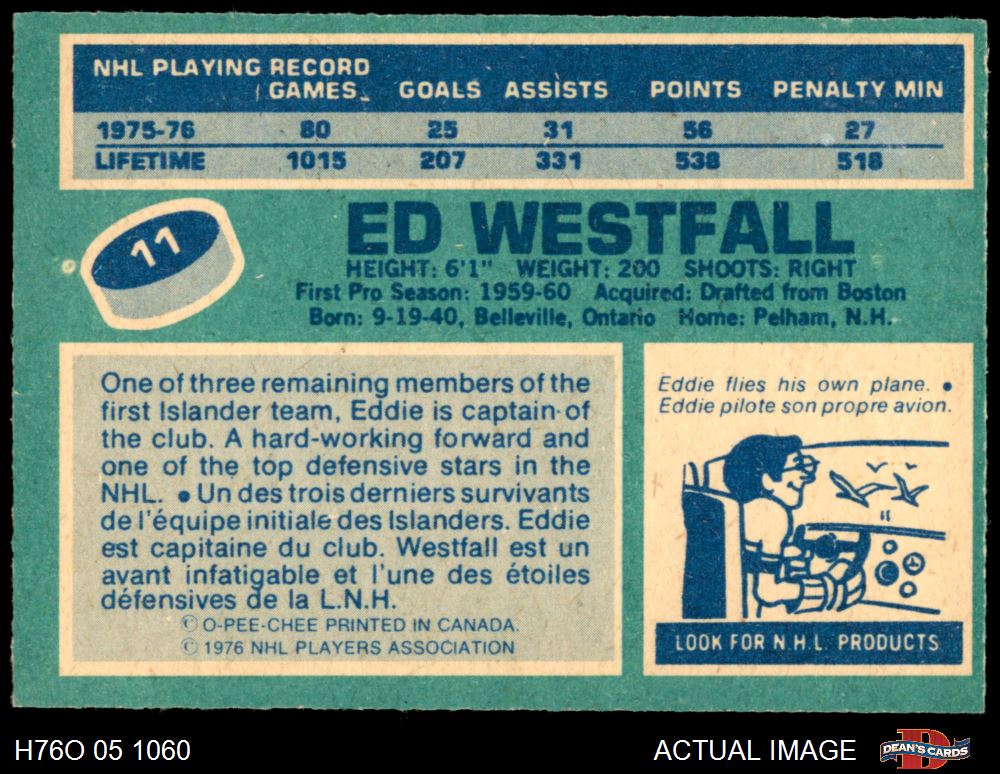 NHL PLAYING RECORD
GAMES GOALS ASSISTS POINTS PENALTY MIN
1975-76 80 25 31 56 27
LIFETIME 1015 207 331 538 518
11
ED WESTFALL
HEIGHT: 6'1" WEIGHT: 200 SHOOTS: RIGHT
First Pro Season: 1959-60 Acquired: Drafted from Boston
Born: 9-19-40, Belleville, Ontario Home: Pelham, N.H.
One of three remaining members of the
first Islander team, Eddie is captain of
the club. A hard-working forward and
one of the top defensive stars in the
NHL. • Un des trois derniers survivants
de l'équipe initiale des Islanders. Eddie
est capitaine du club. Westfall est un
avant infatigable et l'une des étoiles
défensives de la L.N.H.
© O-PEE-CHEE PRINTED IN CANADA.
© 1976 NHL PLAYERS ASSOCIATION
Eddie flies his own plane. •
Eddie pilote son propre avion.
LOOK FOR N.H.L. PRODUCTS
H76O 05 1060
ACTUAL IMAGE
D
DEAN'S CARDS